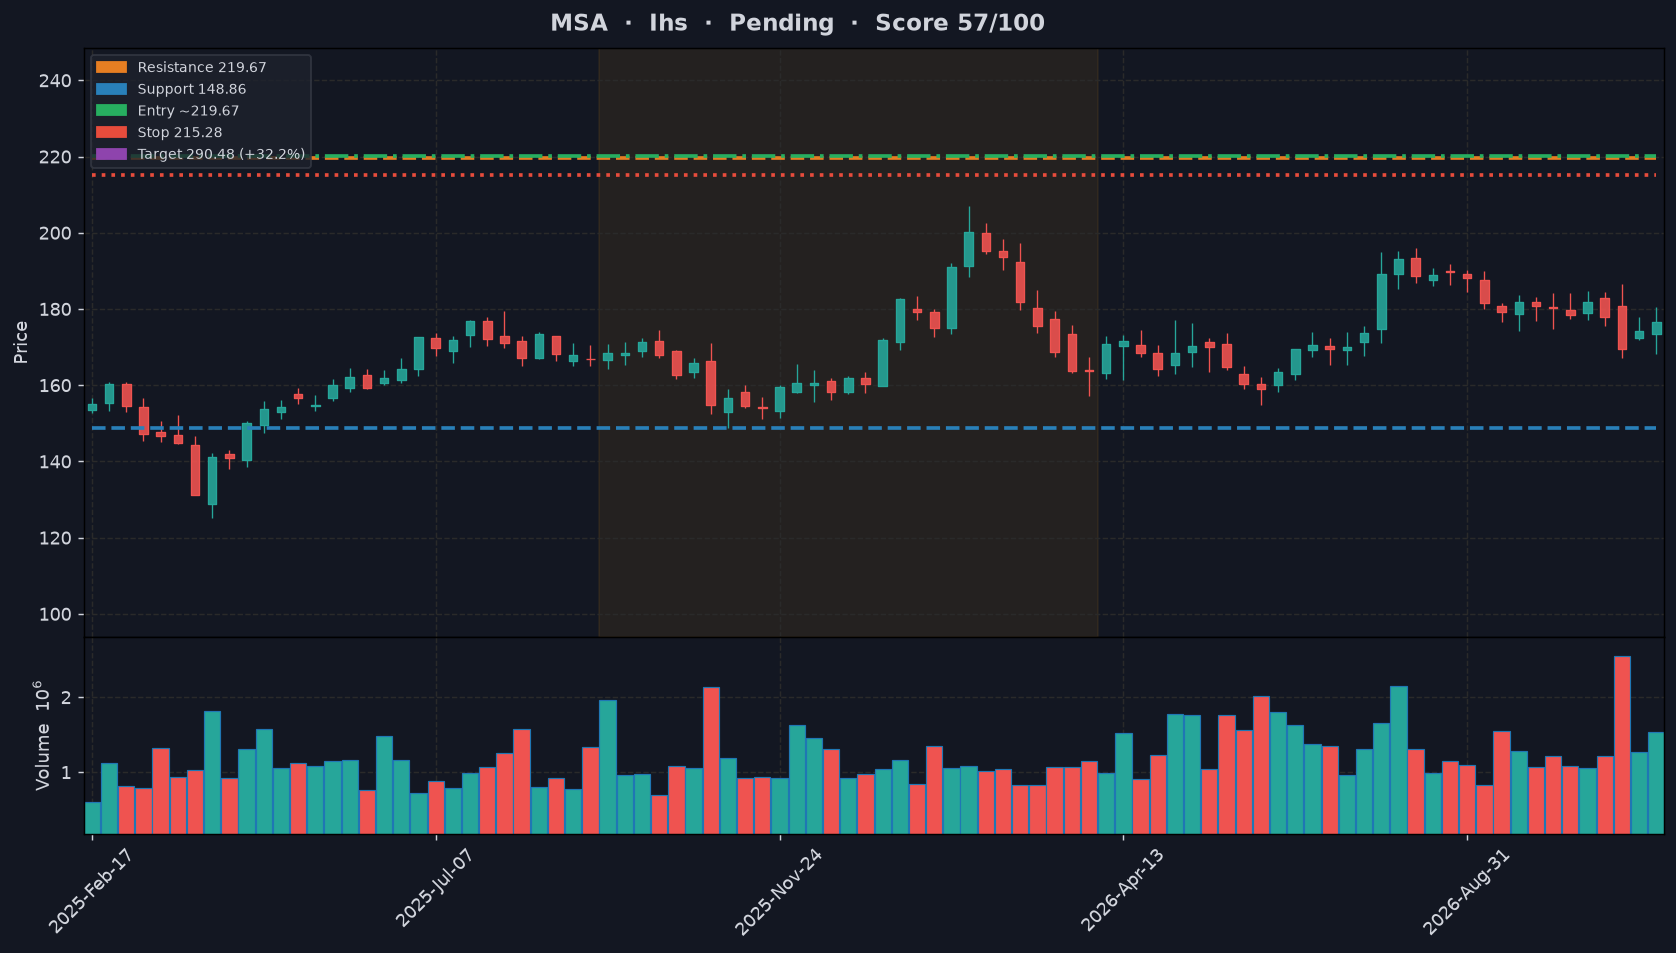 MSA · Ihs · Pending · Score 57/100
Resistance 219.67
Support 148.86
Entry ~219.67
Stop 215.28
Target 290.48 (+32.2%)
Price
240
220
200
180
160
140
120
100
Volume 10⁶
2
1
2025-Feb-17
2025-Jul-07
2025-Nov-24
2026-Apr-13
2026-Aug-31